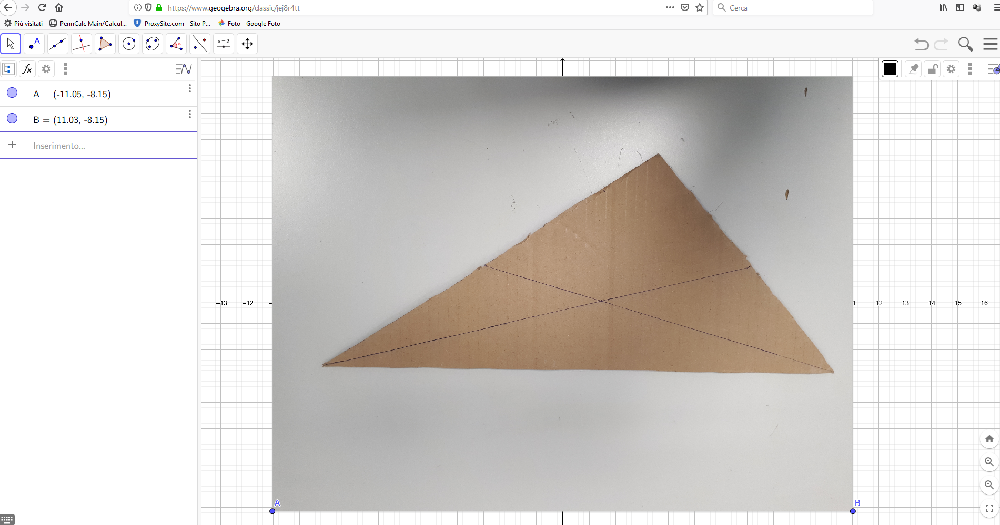 https://www.geogebra.org/classic/jej8r4tt
Cerca
Più visitati
PennCalc Main/Calcul...
ProxySite.com - Sito P...
Foto - Google Foto
A
a=2
fx
A = (-11.05, -8.15)
B = (11.03, -8.15)
Inserimento...
–13 –12 – 1 12 13 14 15 16
A B